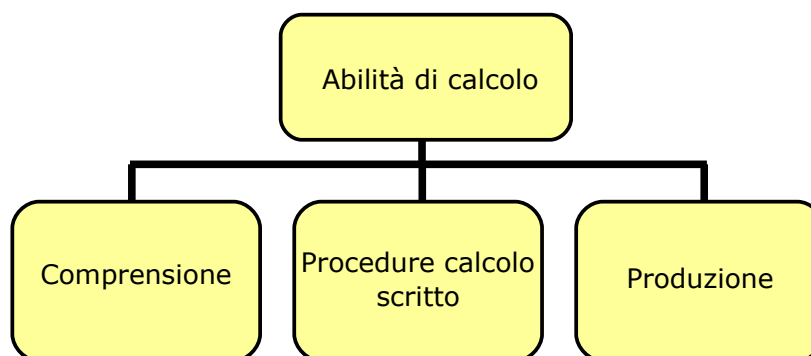 Abilità di calcolo
Comprensione
Procedure calcolo
scritto
Produzione